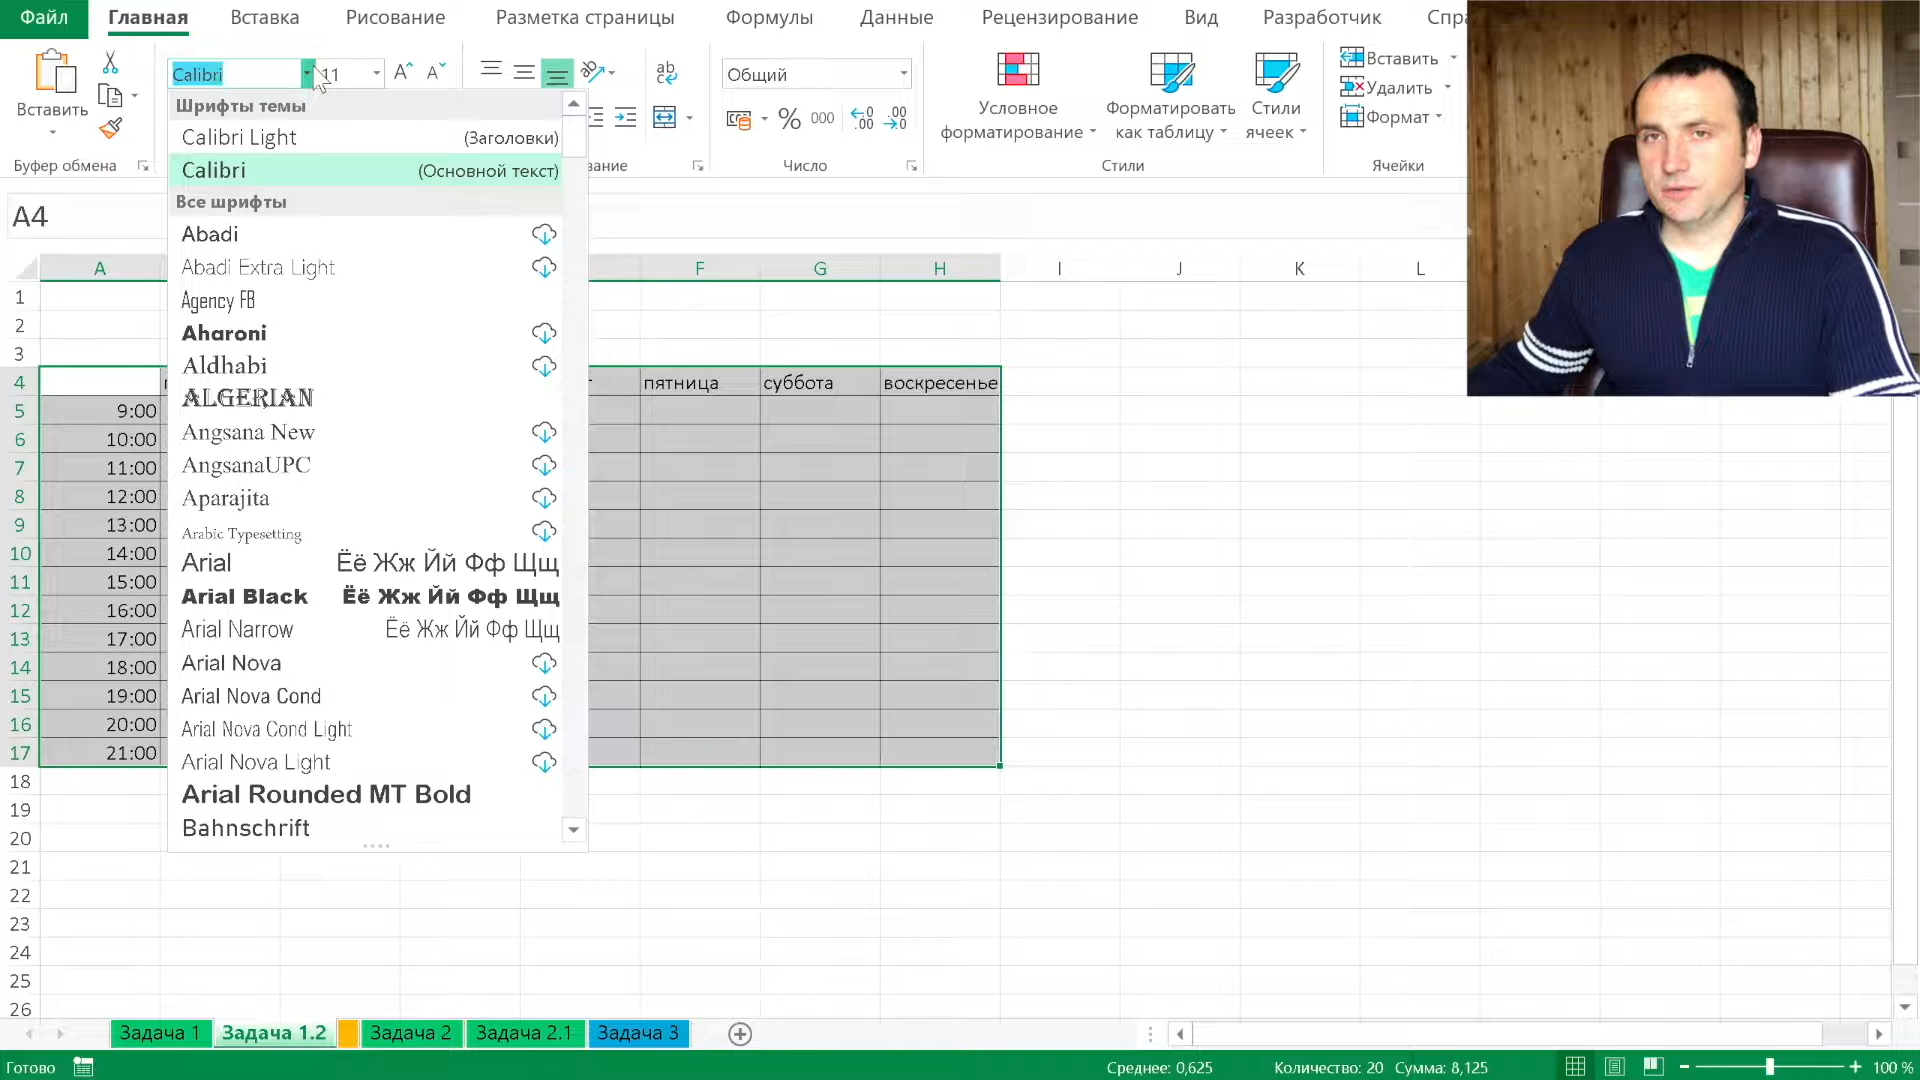 Файл Главная Вставка Рисование Разметка страницы Формулы Данные Рецензирование Вид Разработчик
Calibri 11 Общий Вставить
Вставить % 000 Условное форматирование Форматировать как таблицу Стили ячеек Удалить
Формат
Буфер обмена Число Стили Ячейки
A4
Шрифты темы
Calibri Light (Заголовки)
Calibri (Основной текст)
Все шрифты
Abadi
Abadi Extra Light
Agency FB
Aharoni
Aldhabi
ALGERIAN
Angsana New
AngsanaUPC
Aparajita
Arabic Typesetting
Arial Ёё Жж Йй Фф Щщ
Arial Black Ёё Жж Йй Фф Щщ
Arial Narrow Ёё Жж Йй Фф Щщ
Arial Nova
Arial Nova Cond
Arial Nova Cond Light
Arial Nova Light
Arial Rounded MT Bold
Bahnschrift
A F G H I J K L
1
2
3
4 пятница суббота воскресенье
5 9:00
6 10:00
7 11:00
8 12:00
9 13:00
10 14:00
11 15:00
12 16:00
13 17:00
14 18:00
15 19:00
16 20:00
17 21:00
18
19
20
21
22
23
24
25
26
Задача 1 Задача 1.2 Задача 2 Задача 2.1 Задача 3
Готово Среднее: 0,625 Количество: 20 Сумма: 8,125 100 %